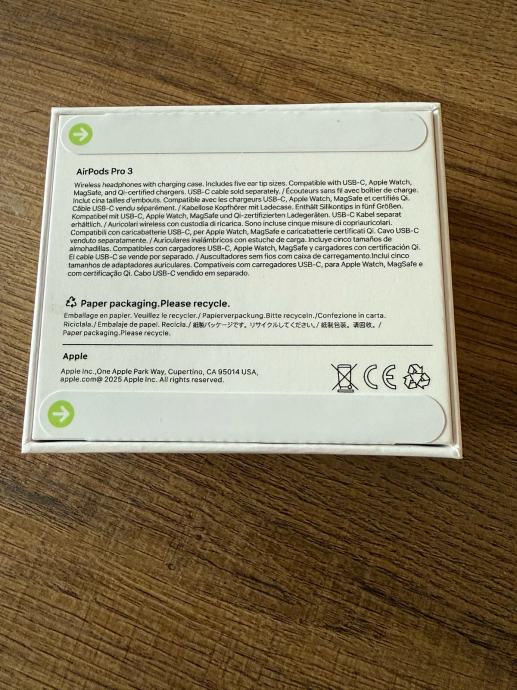 AirPods Pro 3
Wireless headphones with charging case. Includes five ear tip sizes. Compatible with USB-C, Apple Watch,
MagSafe, and Qi-certified chargers. USB-C cable sold separately. / Écouteurs sans fil avec boîtier de charge.
Inclut cinq tailles d'embouts. Compatible avec les chargeurs USB-C, Apple Watch, MagSafe et certifiés Qi.
Câble USB-C vendu séparément. / Kabellose Kopfhörer mit Ladecase. Enthält Silikontips in fünf Größen.
Kompatibel mit USB-C, Apple Watch, MagSafe und Qi-zertifizierten Ladegeräten. USB-C Kabel separat
erhältlich. / Auricolari wireless con custodia di ricarica. Sono incluse cinque misure di copriauricolari.
Compatibili con caricabatterie USB-C, per Apple Watch, MagSafe e caricabatterie certificati Qi. Cavo USB-C
venduto separatamente. / Auriculares inalámbricos con estuche de carga. Incluye cinco tamaños de
almohadillas. Compatibles con cargadores USB-C, Apple Watch, MagSafe y cargadores con certificação Qi.
El cable USB-C se vende por separado. / Auscultadores sem fios com caixa de carregamento.Inclui cinco
tamanhos de adaptadores auriculares. Compatíveis com carregadores USB-C, para Apple Watch, MagSafe e
com certificação Qi. Cabo USB-C vendido em separado.
Paper packaging.Please recycle.
Emballage en papier. Veuillez le recycler./ Papierverpackung.Bitte recyceln./Confezione in carta.
Riciclala./ Embalaje de papel. Recicla./ 紙製パッケージです。リサイクルしてください。/ 纸制包装。请回收。/
Paper packaging.Please recycle.
Apple
Apple Inc.,One Apple Park Way, Cupertino, CA 95014 USA,
apple.com@ 2025 Apple Inc. All rights reserved.
CE